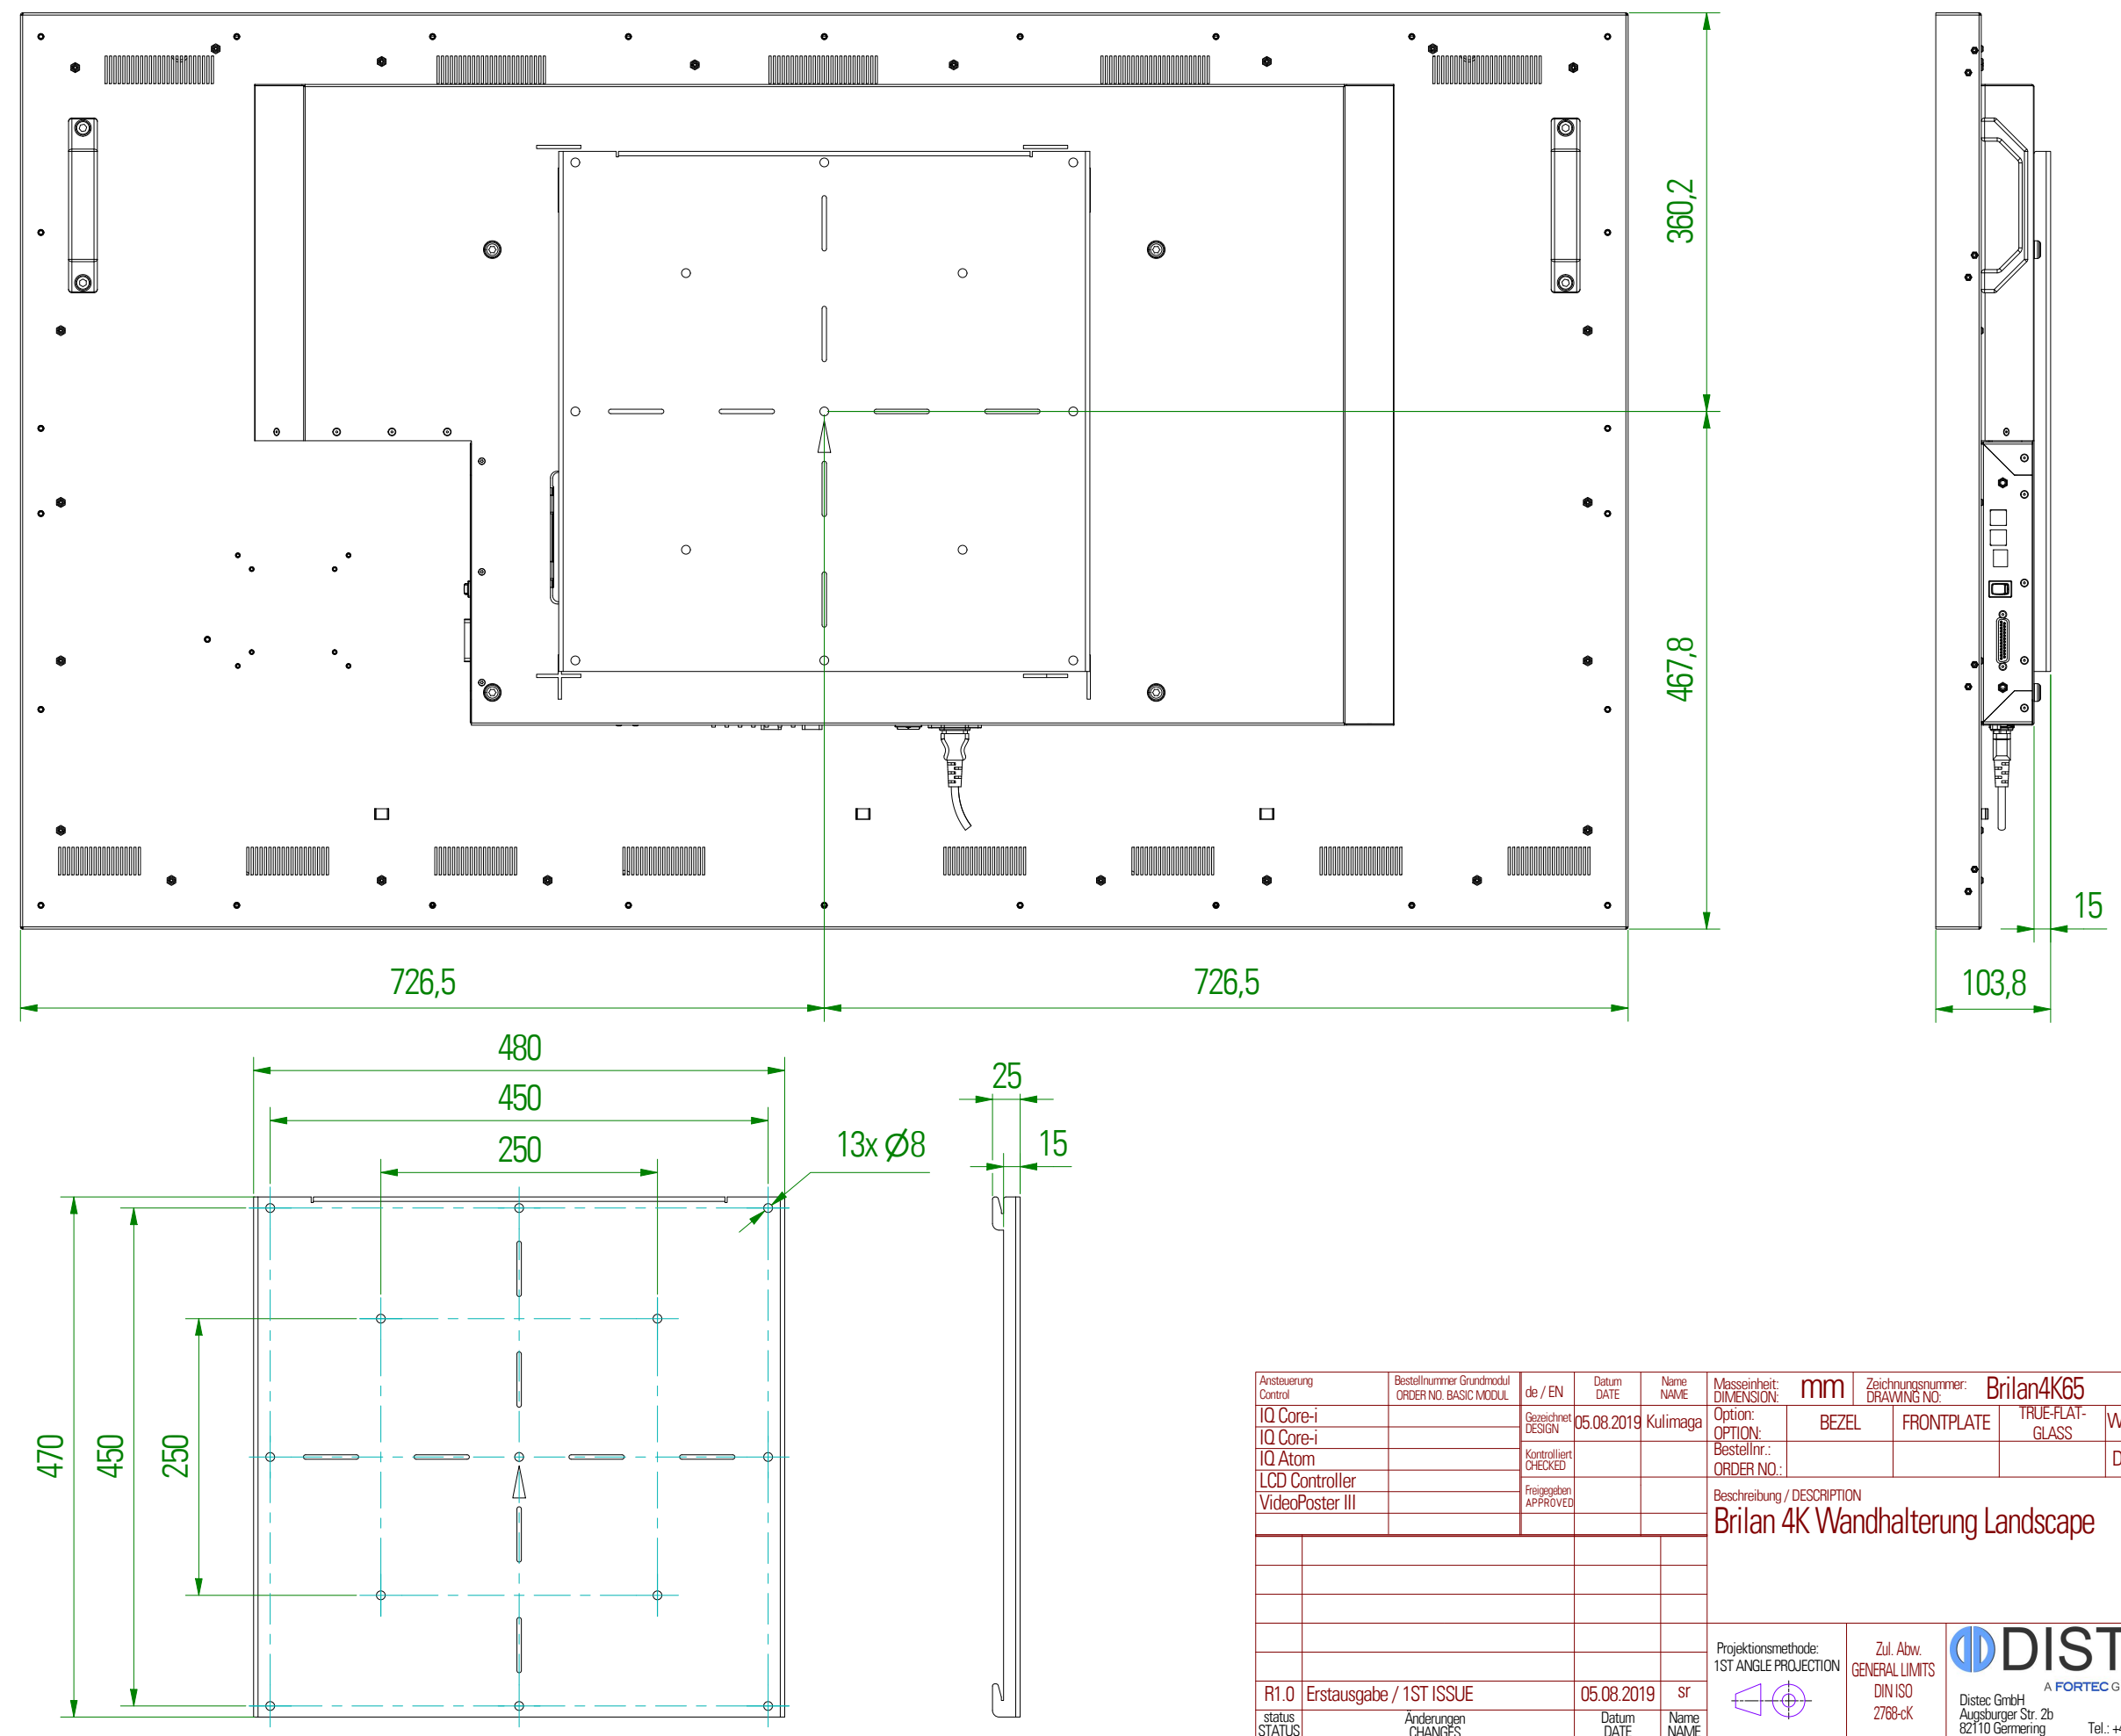 360,2
467,8
15
103,8
726,5
726,5
480
450
250
13x Ø8
25
15
470
450
250
Ansteuerung
Control
Bestellnummer Grundmodul
ORDER NO. BASIC MODUL
de / EN
Datum
DATE
Name
NAME
Masseinheit:
DIMENSION:
mm
Zeichnungsnummer:
DRAWING NO:
Brilan4K65
IQ Core-i
IQ Core-i
IQ Atom
LCD Controller
VideoPoster III
Gezeichnet
DESIGN
05.08.2019
Kulimaga
Kontrolliert
CHECKED
Freigegeben
APPROVED
Option:
OPTION:
BEZEL
FRONTPLATE
TRUE-FLAT-
GLASS
W
Bestellnr.:
ORDER NO.:
D
Beschreibung / DESCRIPTION
Brilan 4K Wandhalterung Landscape
R1.0 Erstausgabe / 1ST ISSUE 05.08.2019 sr
status
STATUS
Änderungen
CHANGES
Datum
DATE
Name
NAME
Projektionsmethode:
1ST ANGLE PROJECTION
Zul. Abw.
GENERAL LIMITS
DIN ISO
2768-cK
DIST
A FORTEC G
Distec GmbH
Augsburger Str. 2b
82110 Germering
Tel.: +